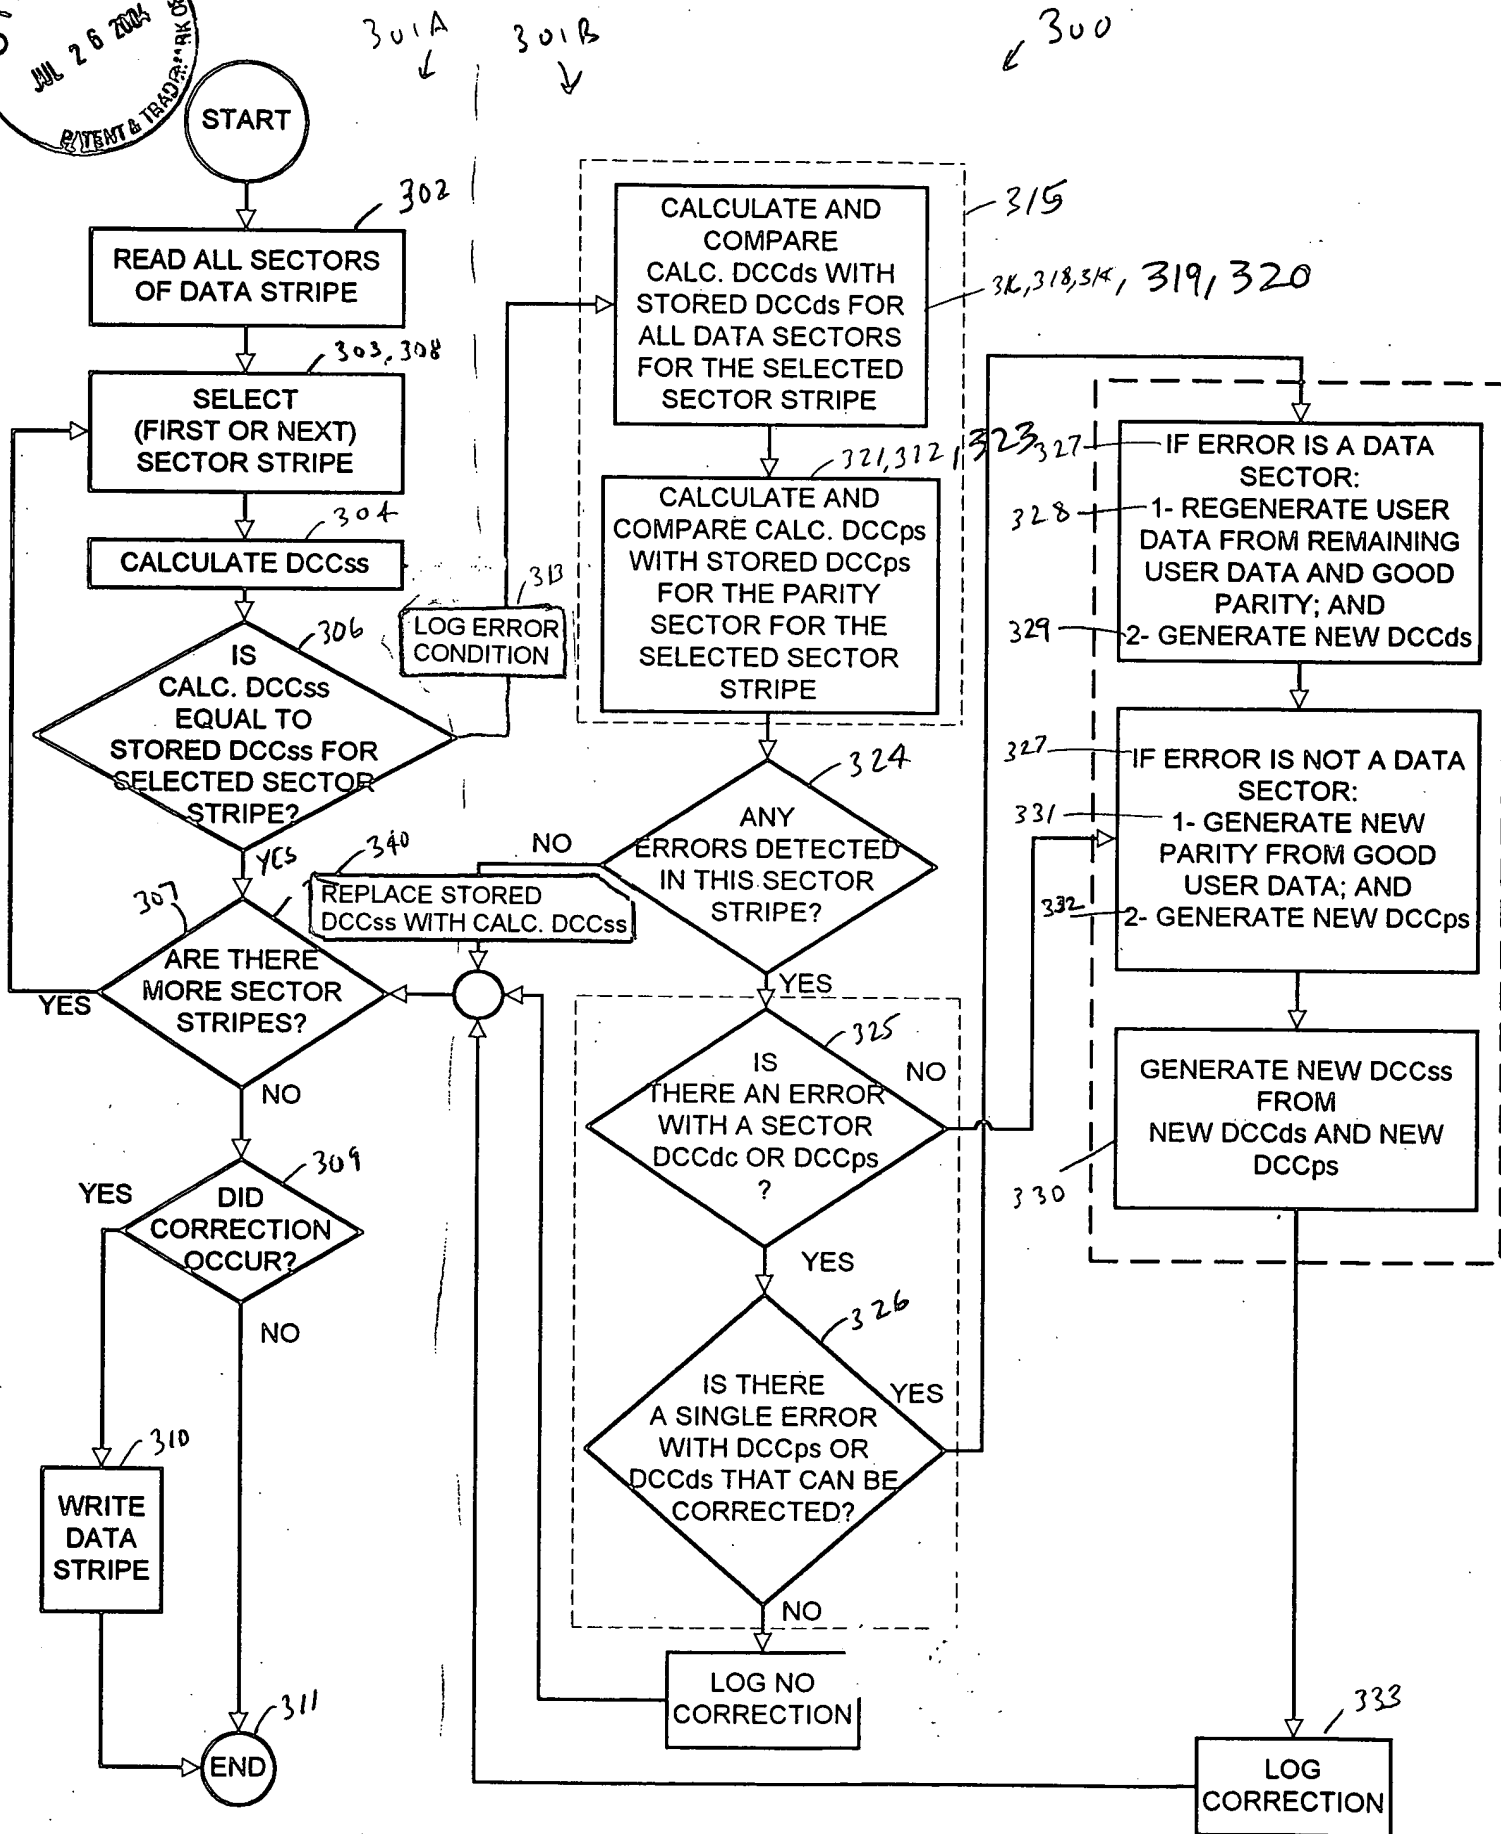 JUL 26 2004
PATENT & TRADEMARK
301A
301B
300
START
302
READ ALL SECTORS
OF DATA STRIPE
303, 308
SELECT
(FIRST OR NEXT)
SECTOR STRIPE
304
CALCULATE DCCss
306
IS
CALC. DCCss
EQUAL TO
STORED DCCss FOR
SELECTED SECTOR
STRIPE?
YES
313
LOG ERROR
CONDITION
307
ARE THERE
MORE SECTOR
STRIPES?
YES
NO
309
DID
CORRECTION
OCCUR?
YES
NO
310
WRITE
DATA
STRIPE
311
END
315
CALCULATE AND
COMPARE
CALC. DCCds WITH
STORED DCCds FOR
ALL DATA SECTORS
FOR THE SELECTED
SECTOR STRIPE
318, 319, 320
321, 312, 323
CALCULATE AND
COMPARE CALC. DCCps
WITH STORED DCCps
FOR THE PARITY
SECTOR FOR THE
SELECTED SECTOR
STRIPE
324
ANY
ERRORS DETECTED
IN THIS SECTOR
STRIPE?
NO
YES
340
REPLACE STORED
DCCss WITH CALC. DCCss
325
IS
THERE AN ERROR
WITH A SECTOR
DCCdc OR DCCps
?
NO
YES
326
IS THERE
A SINGLE ERROR
WITH DCCps OR
DCCds THAT CAN BE
CORRECTED?
YES
NO
LOG NO
CORRECTION
327
IF ERROR IS A DATA
SECTOR:
328
1- REGENERATE USER
DATA FROM REMAINING
USER DATA AND GOOD
PARITY; AND
329
2- GENERATE NEW DCCds
327
IF ERROR IS NOT A DATA
SECTOR:
331
1- GENERATE NEW
PARITY FROM GOOD
USER DATA; AND
332
2- GENERATE NEW DCCps
330
GENERATE NEW DCCss
FROM
NEW DCCds AND NEW
DCCps
333
LOG
CORRECTION